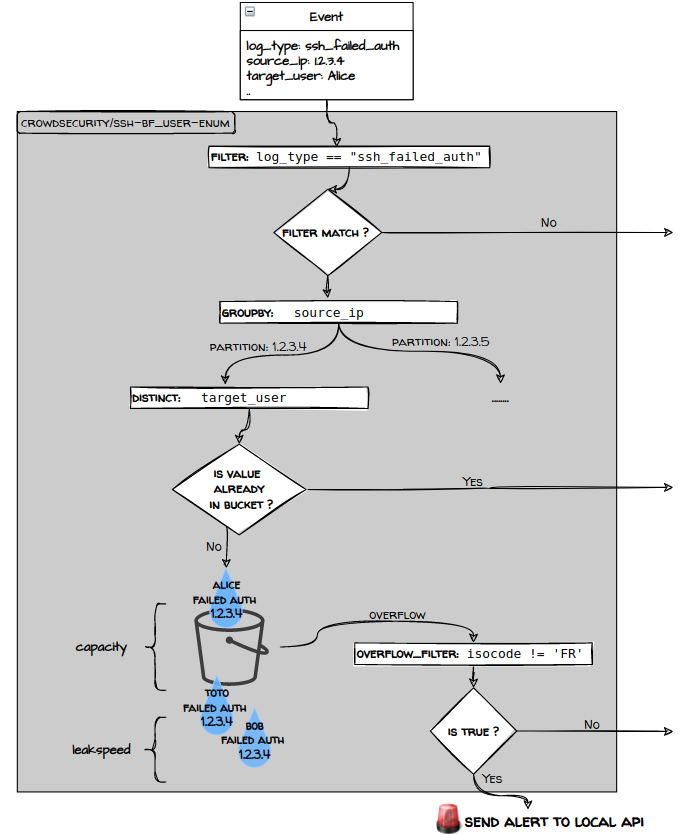 Event
log_type: ssh_failed_auth
source_ip: 1.2.3.4
target_user: Alice
..
CROWDSECURITY/SSH-BF_USER-ENUM
FILTER: log_type == "ssh_failed_auth"
FILTER MATCH ?
No
GROUPBY: source_ip
PARTITION: 1.2.3.4
PARTITION: 1.2.3.5
DISTINCT: target_user
........
IS VALUE
ALREADY
IN BUCKET ?
Yes
No
ALICE
FAILED AUTH
1.2.3.4
OVERFLOW
capacity
OVERFLOW_FILTER: isocode != 'FR'
TOTO
FAILED AUTH
1.2.3.4
BOB
FAILED AUTH
1.2.3.4
leakspeed
IS TRUE ?
No
Yes
SEND ALERT TO LOCAL API